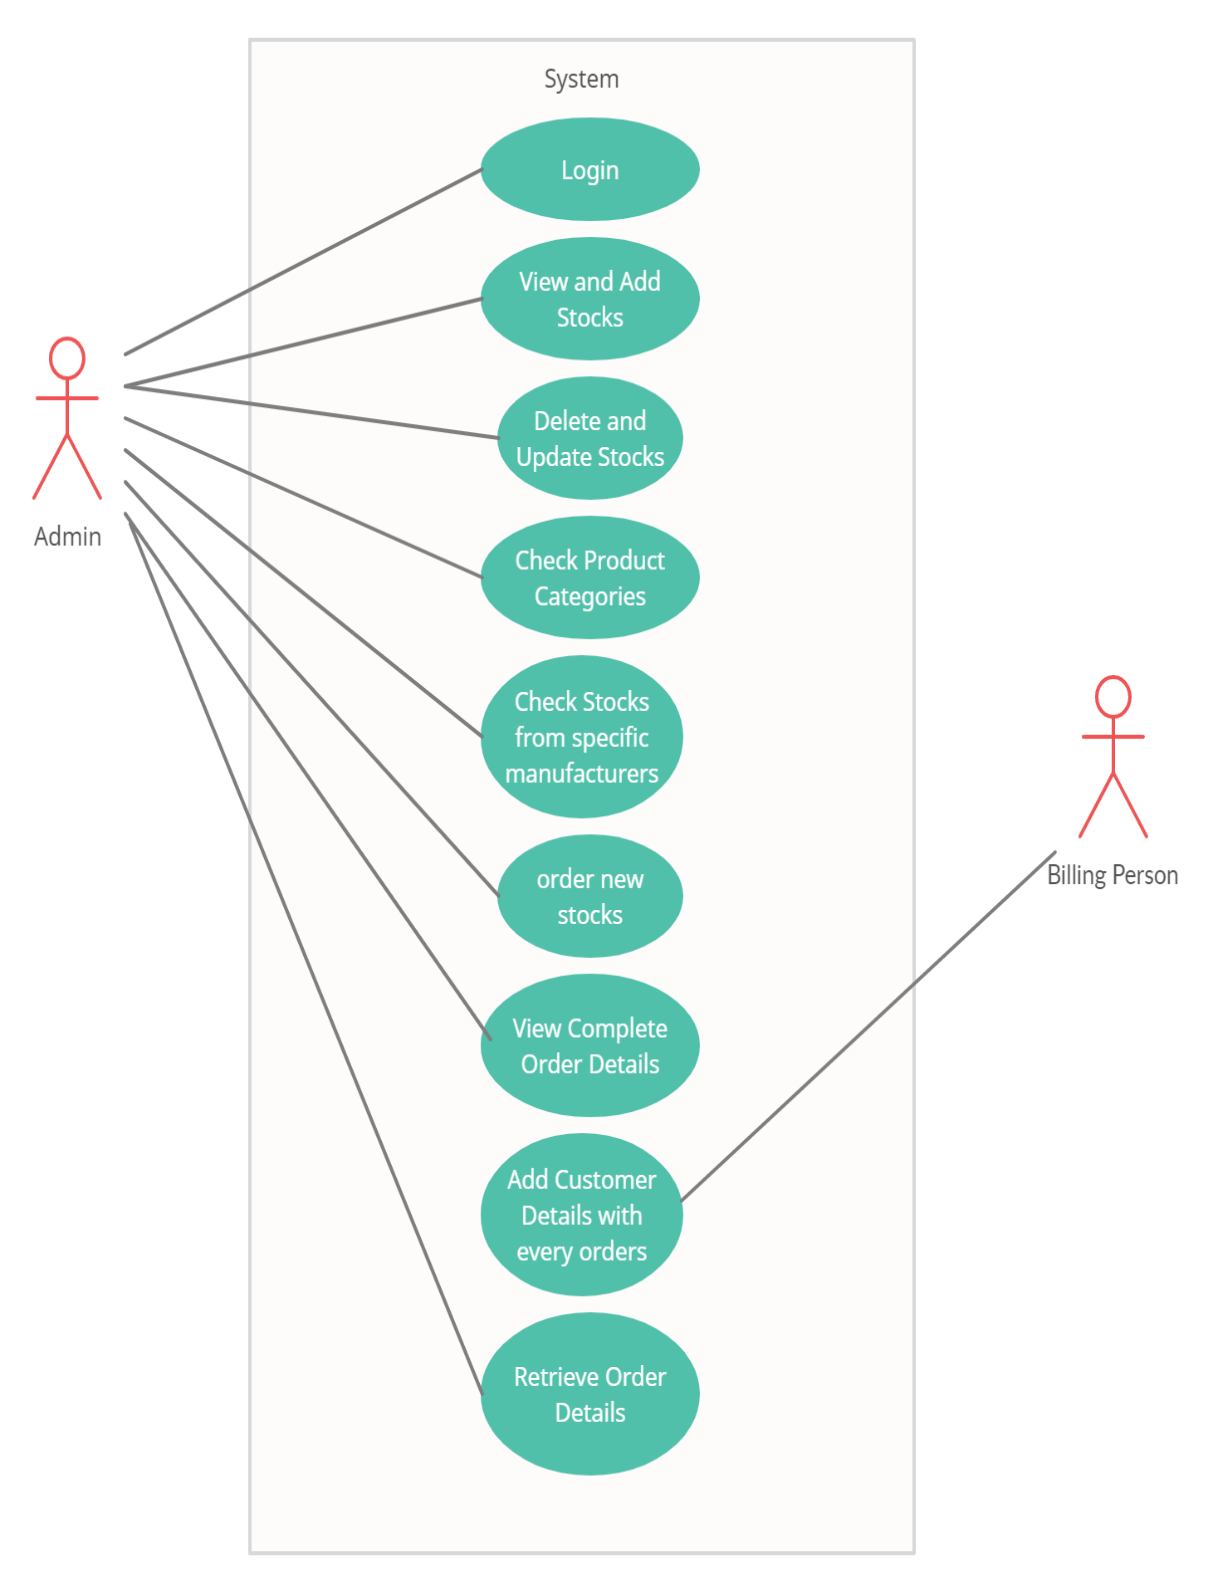 System
Login
View and Add
Stocks
Delete and
Update Stocks
Admin
Check Product
Categories
Check Stocks
from specific
manufacturers
order new
stocks
Billing Person
View Complete
Order Details
Add Customer
Details with
every orders
Retrieve Order
Details